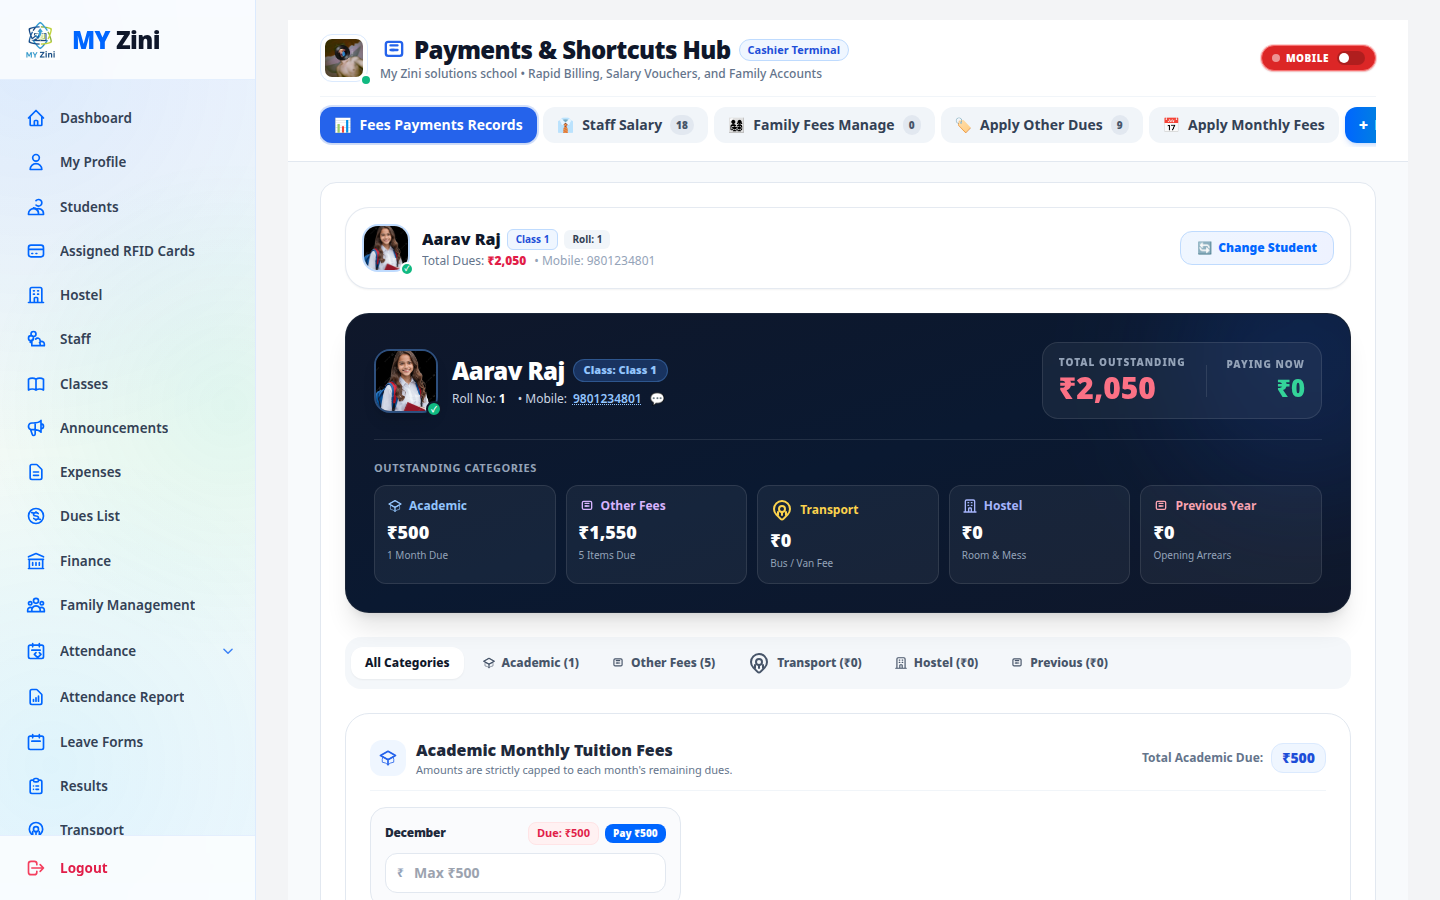 MY Zini
MY Zini
Dashboard
My Profile
Students
Assigned RFID Cards
Hostel
Staff
Classes
Announcements
Expenses
Dues List
Finance
Family Management
Attendance
Attendance Report
Leave Forms
Results
Transport
Logout
Payments & Shortcuts Hub
Cashier Terminal
My Zini solutions school • Rapid Billing, Salary Vouchers, and Family Accounts
MOBILE
Fees Payments Records
Staff Salary 18
Family Fees Manage 0
Apply Other Dues 9
Apply Monthly Fees
+
Aarav Raj Class 1 Roll: 1
Total Dues: ₹2,050 • Mobile: 9801234801
Change Student
Aarav Raj Class: Class 1
Roll No: 1 • Mobile: 9801234801
TOTAL OUTSTANDING
₹2,050
PAYING NOW
₹0
OUTSTANDING CATEGORIES
Academic
₹500
1 Month Due
Other Fees
₹1,550
5 Items Due
Transport
₹0
Bus / Van Fee
Hostel
₹0
Room & Mess
Previous Year
₹0
Opening Arrears
All Categories
Academic (1)
Other Fees (5)
Transport (₹0)
Hostel (₹0)
Previous (₹0)
Academic Monthly Tuition Fees
Amounts are strictly capped to each month's remaining dues.
Total Academic Due: ₹500
December
Due: ₹500
Pay ₹500
₹ Max ₹500